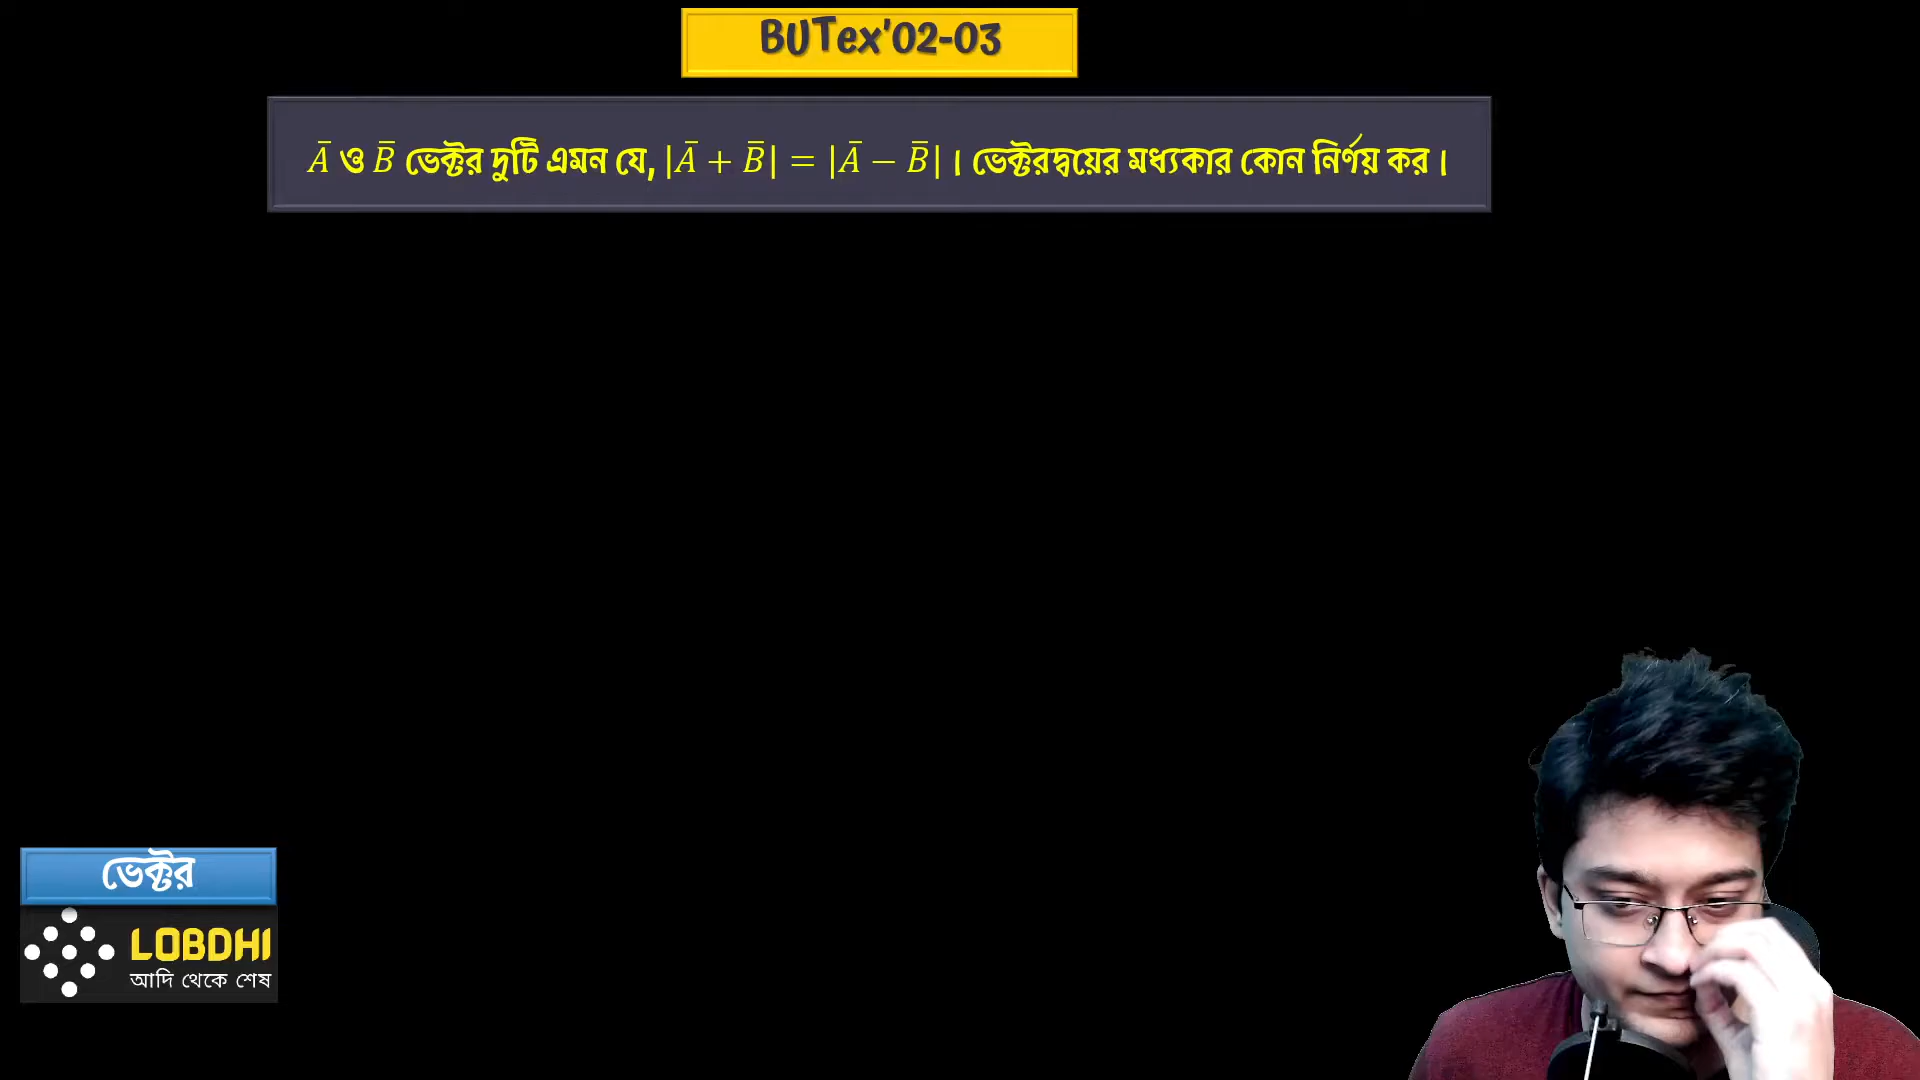 BUTex'02-03
Ā ও B̄ ভেক্টর দুটি এমন যে, |Ā + B̄| = |Ā − B̄| । ভেক্টরদ্বয়ের মধ্যকার কোন নির্ণয় কর ।
ভেক্টর
LOBDHI
আদি থেকে শেষ